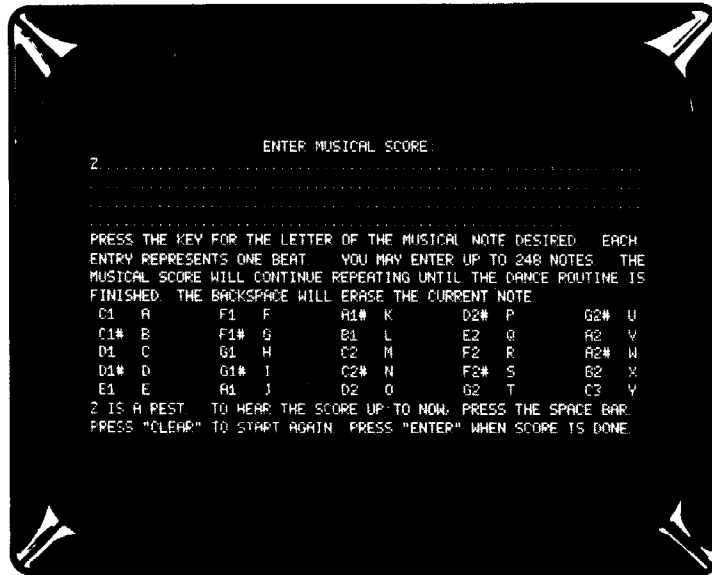 ENTER MUSICAL SCORE:
Z...............................................................
................................................................
................................................................
........................................................
PRESS THE KEY FOR THE LETTER OF THE MUSICAL NOTE DESIRED. EACH
ENTRY REPRESENTS ONE BEAT. YOU MAY ENTER UP TO 248 NOTES. THE
MUSICAL SCORE WILL CONTINUE REPEATING UNTIL THE DANCE ROUTINE IS
FINISHED. THE BACKSPACE WILL ERASE THE CURRENT NOTE.
C1 A F1 F A1# K D2# P G2# U
C1# B F1# G B1 L E2 Q A2 V
D1 C G1 H C2 M F2 R A2# W
D1# D G1# I C2# N F2# S B2 X
E1 E A1 J D2 O G2 T C3 Y
Z IS A REST. TO HEAR THE SCORE UP TO NOW, PRESS THE SPACE BAR.
PRESS "CLEAR" TO START AGAIN. PRESS "ENTER" WHEN SCORE IS DONE.